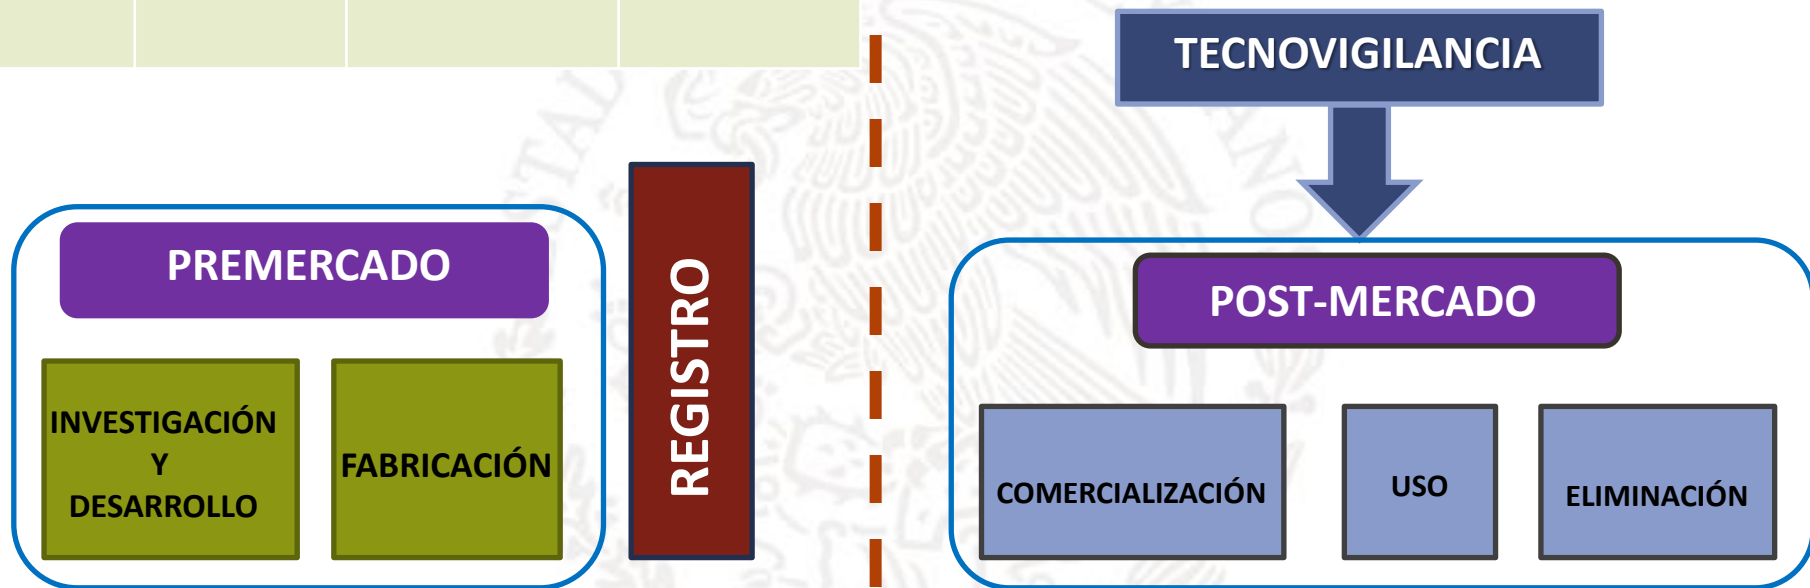 TECNOVIGILANCIA
PREMERCADO
INVESTIGACIÓN
Y
DESARROLLO
FABRICACIÓN
REGISTRO
POST-MERCADO
COMERCIALIZACIÓN
USO
ELIMINACIÓN